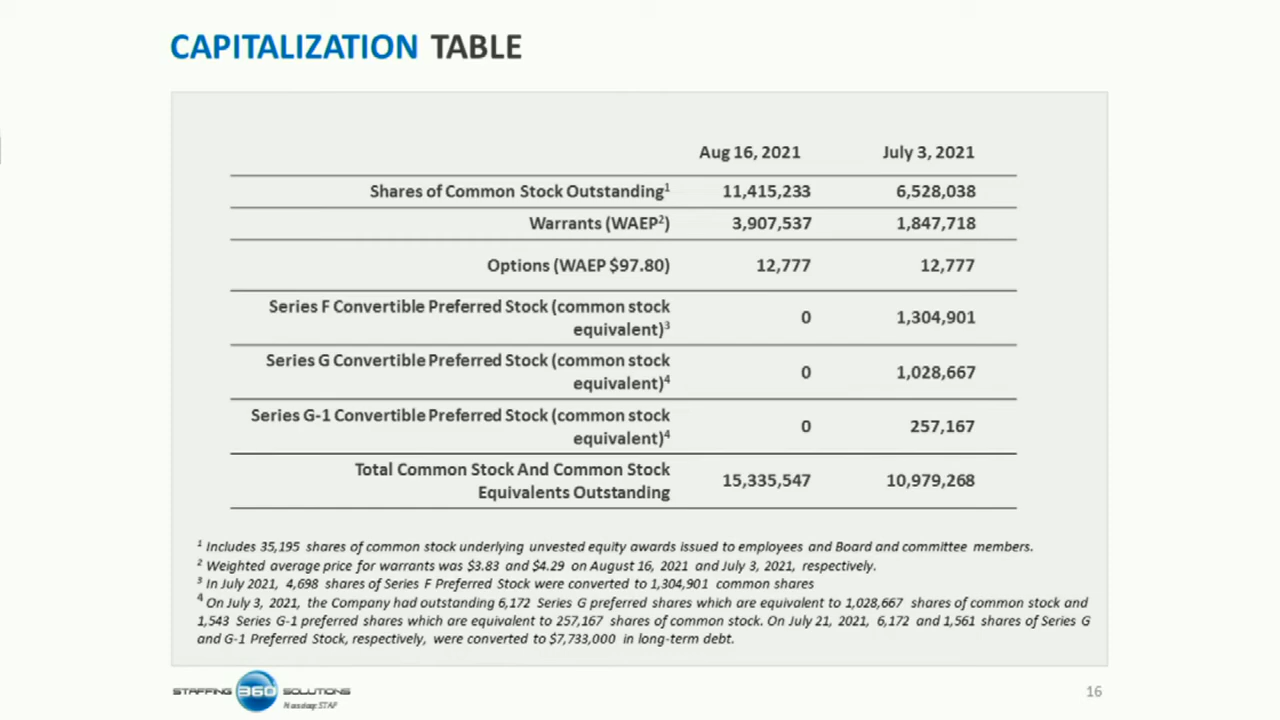 CAPITALIZATION TABLE
Aug 16, 2021 July 3, 2021
Shares of Common Stock Outstanding¹ 11,415,233 6,528,038
Warrants (WAEP²) 3,907,537 1,847,718
Options (WAEP $97.80) 12,777 12,777
Series F Convertible Preferred Stock (common stock
equivalent)³ 0 1,304,901
Series G Convertible Preferred Stock (common stock
equivalent)⁴ 0 1,028,667
Series G-1 Convertible Preferred Stock (common stock
equivalent)⁴ 0 257,167
Total Common Stock And Common Stock
Equivalents Outstanding 15,335,547 10,979,268
¹ Includes 35,195 shares of common stock underlying unvested equity awards issued to employees and Board and committee members.
² Weighted average price for warrants was $3.83 and $4.29 on August 16, 2021 and July 3, 2021, respectively.
³ In July 2021, 4,698 shares of Series F Preferred Stock were converted to 1,304,901 common shares
⁴ On July 3, 2021, the Company had outstanding 6,172 Series G preferred shares which are equivalent to 1,028,667 shares of common stock and
1,543 Series G-1 preferred shares which are equivalent to 257,167 shares of common stock. On July 21, 2021, 6,172 and 1,561 shares of Series G
and G-1 Preferred Stock, respectively, were converted to $7,733,000 in long-term debt.
STAFFING 360 SOLUTIONS
Nasdaq:STAF
16